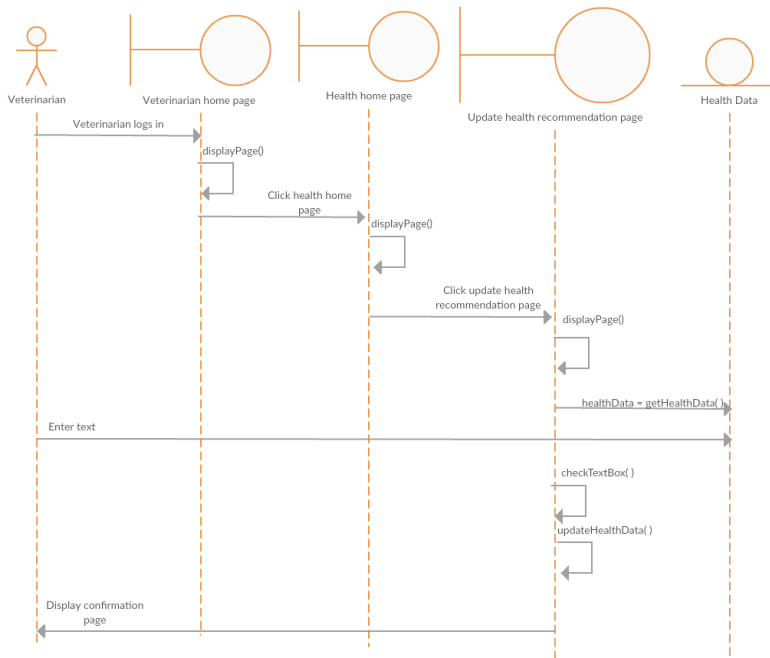 Veterinarian
Veterinarian home page
Health home page
Update health recommendation page
Health Data
Veterinarian logs in
displayPage()
Click health home
page
displayPage()
Click update health
recommendation page
displayPage()
healthData = getHealthData( )
Enter text
checkTextBox( )
updateHealthData( )
Display confirmation
page